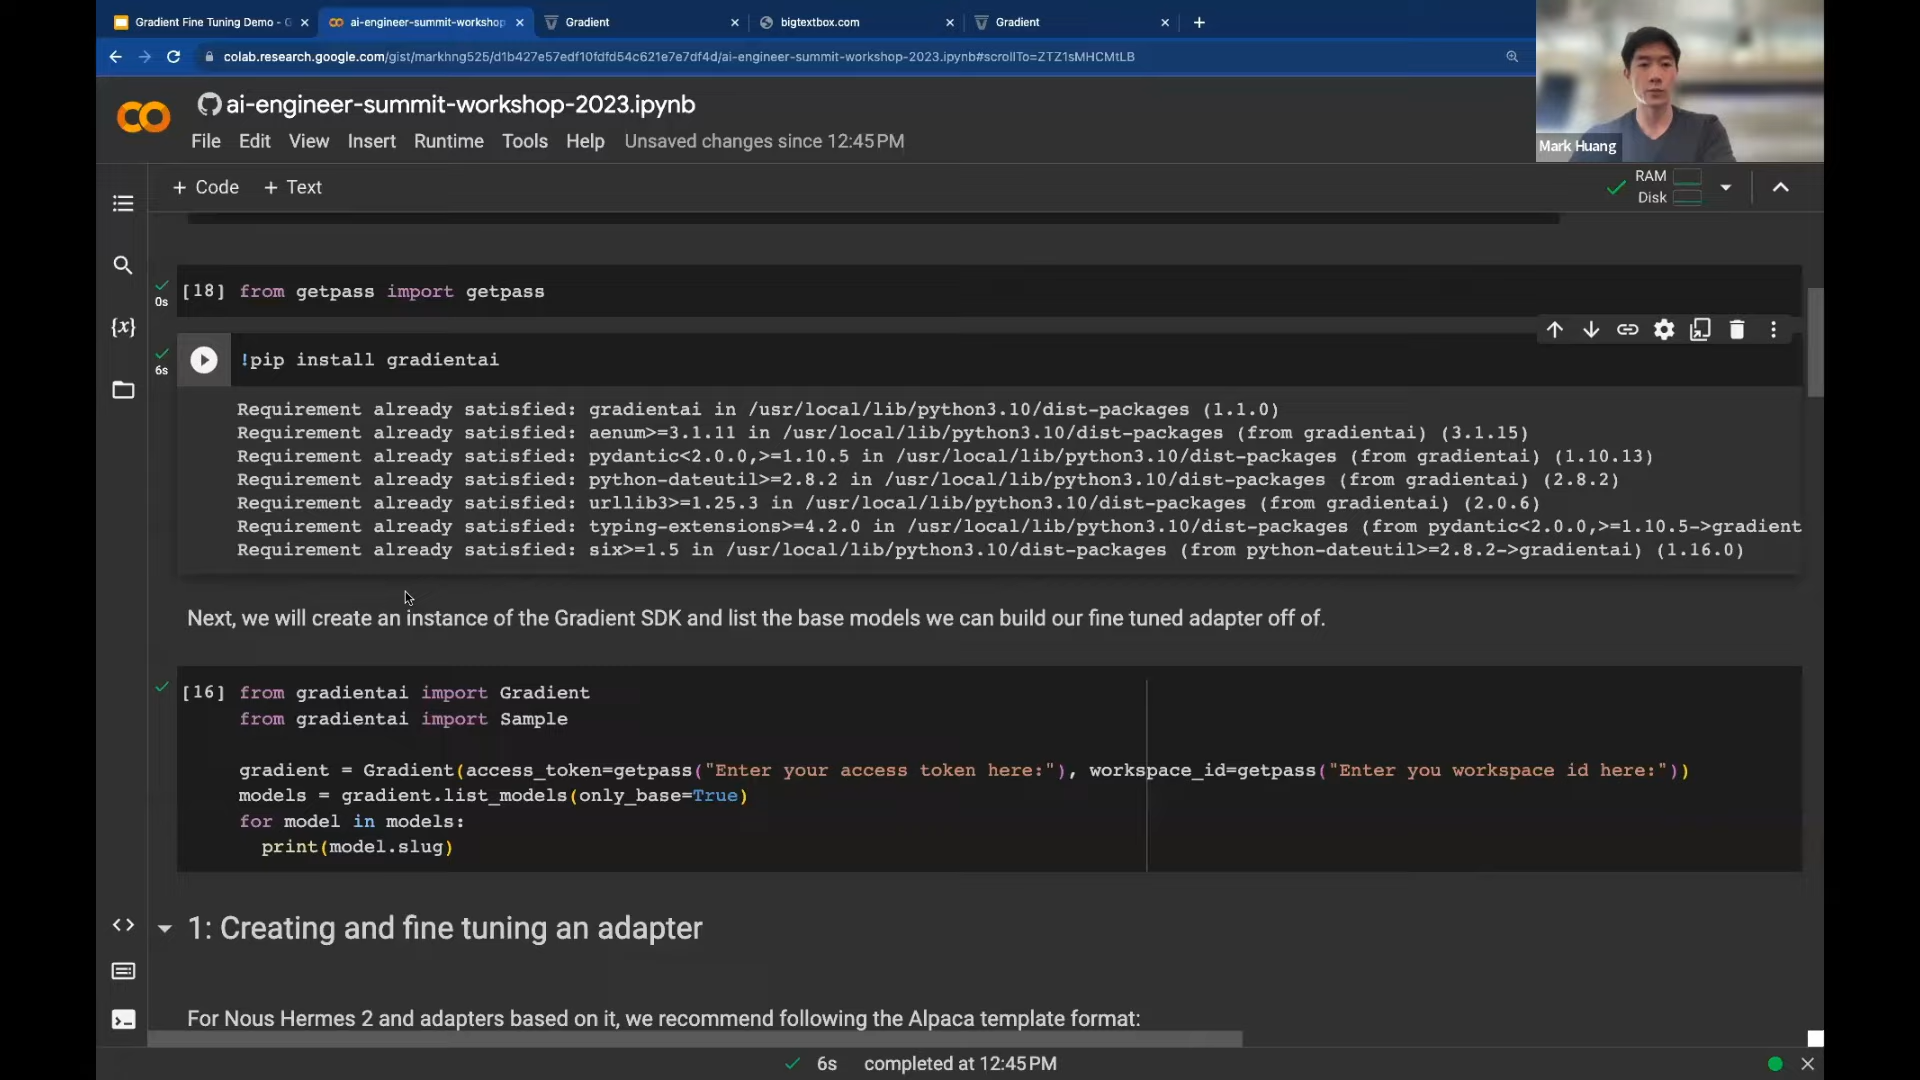 Gradient Fine Tuning Demo - G
ai-engineer-summit-workshop
Gradient
bigtextbox.com
Gradient
colab.research.google.com/gist/markhng525/d1b427e57edf10fdfd54c621e7e7df4d/ai-engineer-summit-workshop-2023.ipynb#scrollTo=ZTZ1sMHCMtLB
ai-engineer-summit-workshop-2023.ipynb
File Edit View Insert Runtime Tools Help Unsaved changes since 12:45 PM
Mark Huang
+ Code + Text
RAM
Disk
[18] from getpass import getpass
0s
!pip install gradientai
6s
Requirement already satisfied: gradientai in /usr/local/lib/python3.10/dist-packages (1.1.0)
Requirement already satisfied: aenum>=3.1.11 in /usr/local/lib/python3.10/dist-packages (from gradientai) (3.1.15)
Requirement already satisfied: pydantic<2.0.0,>=1.10.5 in /usr/local/lib/python3.10/dist-packages (from gradientai) (1.10.13)
Requirement already satisfied: python-dateutil>=2.8.2 in /usr/local/lib/python3.10/dist-packages (from gradientai) (2.8.2)
Requirement already satisfied: urllib3>=1.25.3 in /usr/local/lib/python3.10/dist-packages (from gradientai) (2.0.6)
Requirement already satisfied: typing-extensions>=4.2.0 in /usr/local/lib/python3.10/dist-packages (from pydantic<2.0.0,>=1.10.5->gradient
Requirement already satisfied: six>=1.5 in /usr/local/lib/python3.10/dist-packages (from python-dateutil>=2.8.2->gradientai) (1.16.0)
Next, we will create an instance of the Gradient SDK and list the base models we can build our fine tuned adapter off of.
[16] from gradientai import Gradient
from gradientai import Sample
gradient = Gradient(access_token=getpass("Enter your access token here:"), workspace_id=getpass("Enter you workspace id here:"))
models = gradient.list_models(only_base=True)
for model in models:
print(model.slug)
1: Creating and fine tuning an adapter
For Nous Hermes 2 and adapters based on it, we recommend following the Alpaca template format:
6s completed at 12:45 PM